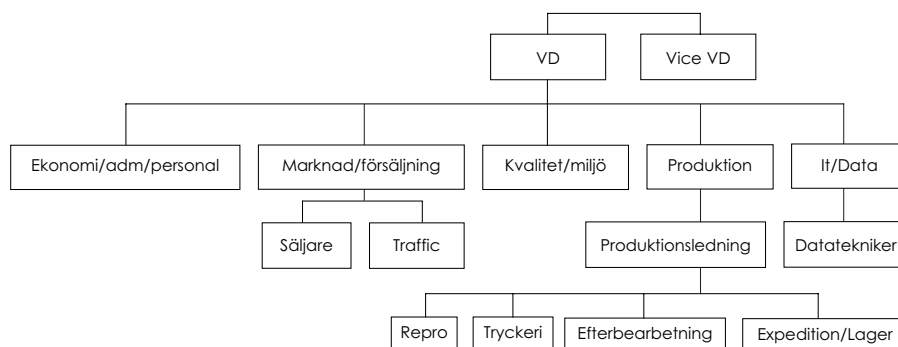 VD
Vice VD
Ekonomi/adm/personal
Marknad/försäljning
Kvalitet/miljö
Produktion
It/Data
Säljare
Traffic
Produktionsledning
Datatekniker
Repro
Tryckeri
Efterbearbetning
Expedition/Lager